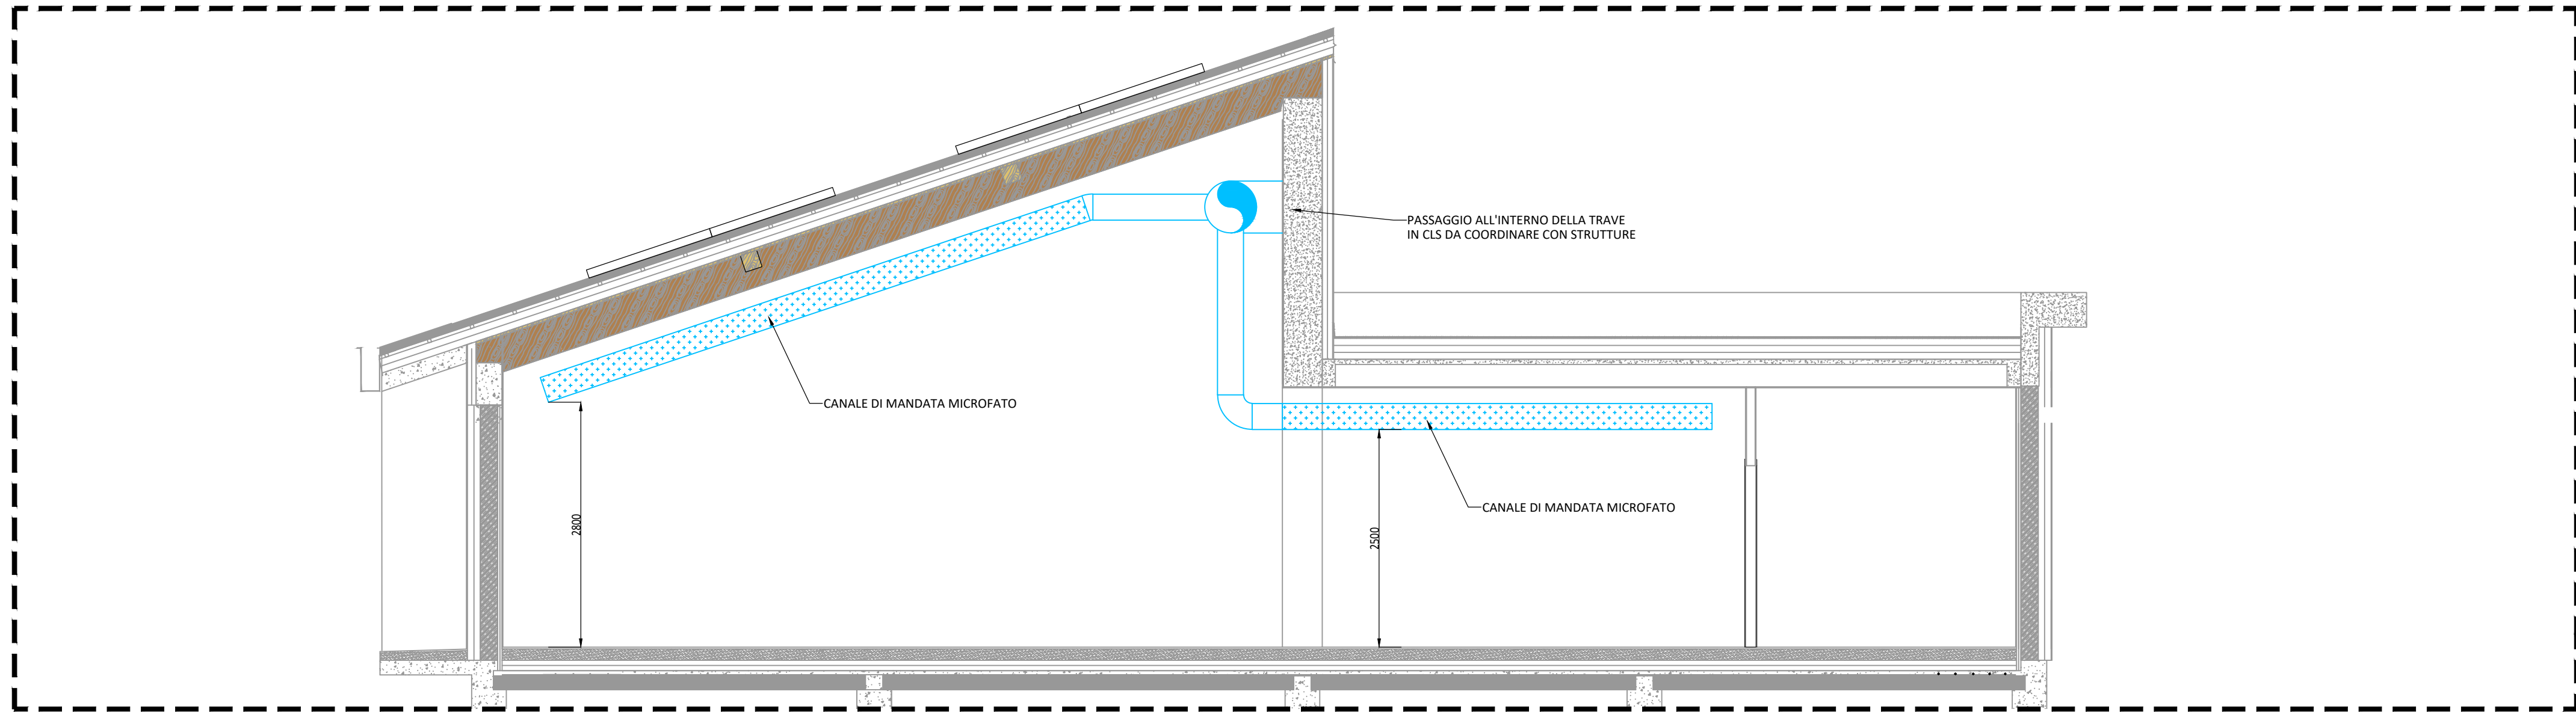 PASSAGGIO ALL'INTERNO DELLA TRAVE
IN CLS DA COORDINARE CON STRUTTURE
CANALE DI MANDATA MICROFATO
CANALE DI MANDATA MICROFATO
2800
2500